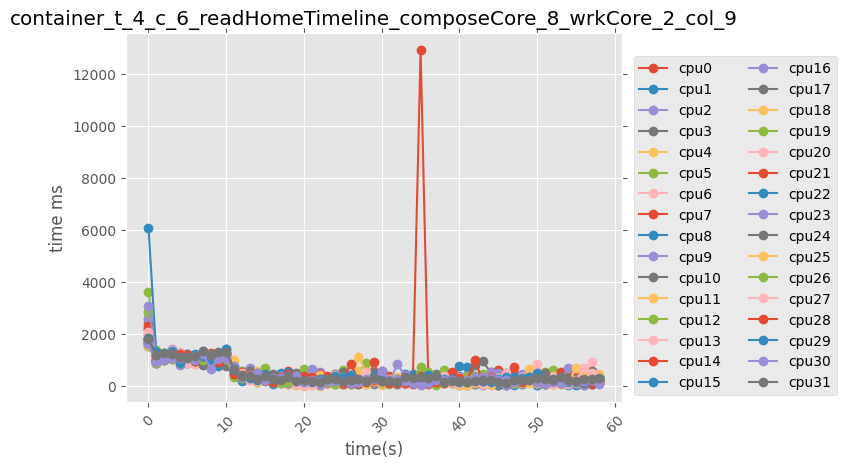 container_t_4_c_6_readHomeTimeline_composeCore_8_wrkCore_2_col_9
time ms
12000
10000
8000
6000
4000
2000
0
0
10
20
30
40
50
60
time(s)
cpu0
cpu1
cpu2
cpu3
cpu4
cpu5
cpu6
cpu7
cpu8
cpu9
cpu10
cpu11
cpu12
cpu13
cpu14
cpu15
cpu16
cpu17
cpu18
cpu19
cpu20
cpu21
cpu22
cpu23
cpu24
cpu25
cpu26
cpu27
cpu28
cpu29
cpu30
cpu31